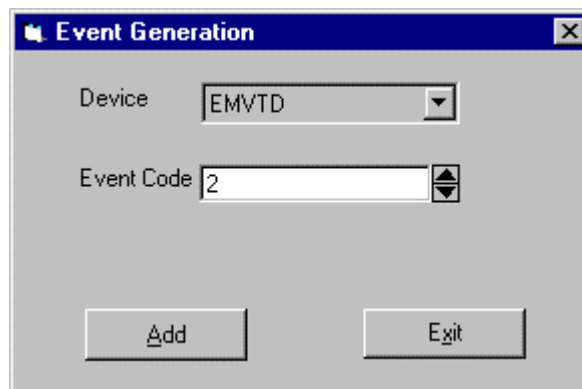 Event Generation
Device EMVTD
Event Code 2
Add Exit